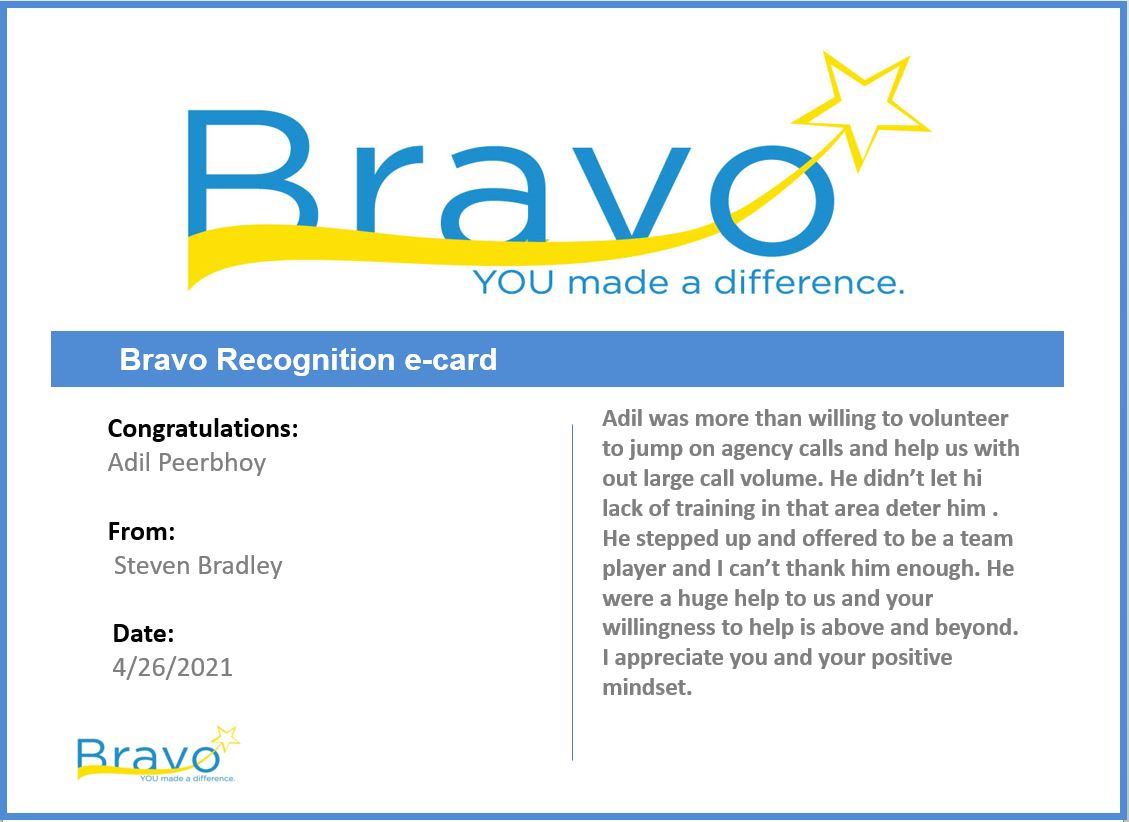 Bravo
YOU made a difference.
Bravo Recognition e-card
Congratulations:
Adil Peerbhoy
From:
Steven Bradley
Date:
4/26/2021
Adil was more than willing to volunteer
to jump on agency calls and help us with
out large call volume. He didn’t let hi
lack of training in that area deter him .
He stepped up and offered to be a team
player and I can’t thank him enough. He
were a huge help to us and your
willingness to help is above and beyond.
I appreciate you and your positive
mindset.
Bravo
YOU made a difference.